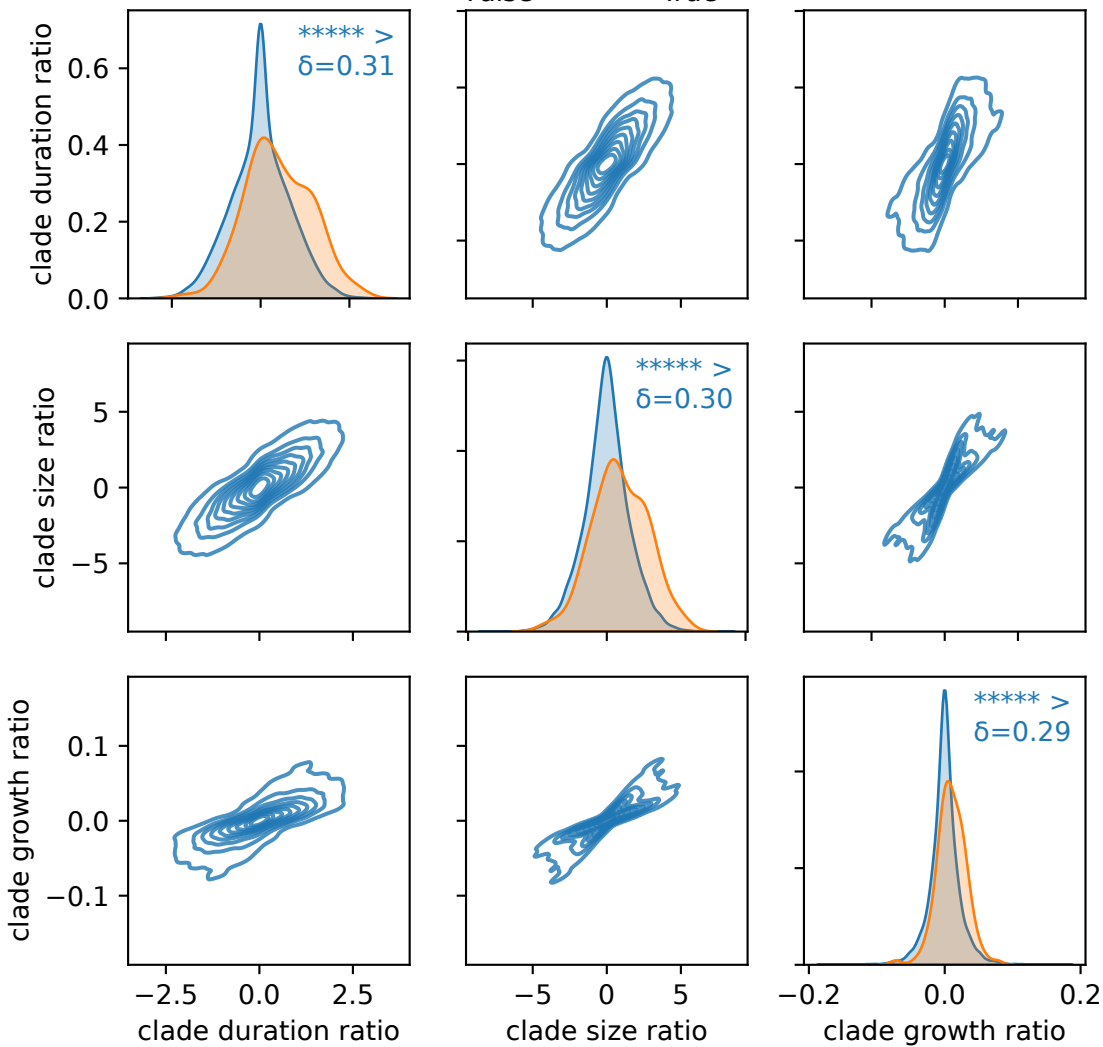 ***** >
δ=0.31
clade duration ratio
0.6
0.4
0.2
0.0
***** >
δ=0.30
clade size ratio
5
0
−5
***** >
δ=0.29
clade growth ratio
0.1
0.0
−0.1
−2.5 0.0 2.5 −5 0 5 −0.2 0.0 0.2
clade duration ratio clade size ratio clade growth ratio